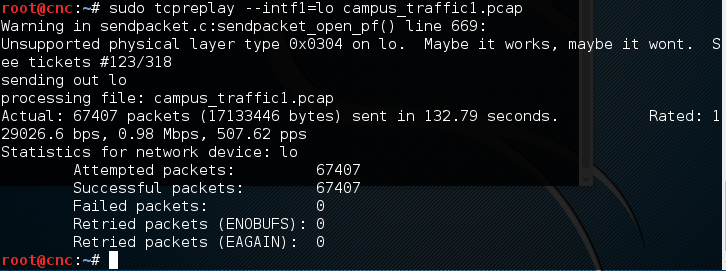 root@cnc:~# sudo tcpreplay --intf1=lo campus_traffic1.pcap
Warning in sendpacket.c:sendpacket_open_pf() line 669:
Unsupported physical layer type 0x0304 on lo.  Maybe it works, maybe it wont.  S
ee tickets #123/318
sending out lo
processing file: campus_traffic1.pcap
Actual: 67407 packets (17133446 bytes) sent in 132.79 seconds.          Rated: 1
29026.6 bps, 0.98 Mbps, 507.62 pps
Statistics for network device: lo
        Attempted packets:         67407
        Successful packets:        67407
        Failed packets:            0
        Retried packets (ENOBUFS): 0
        Retried packets (EAGAIN):  0
root@cnc:~#